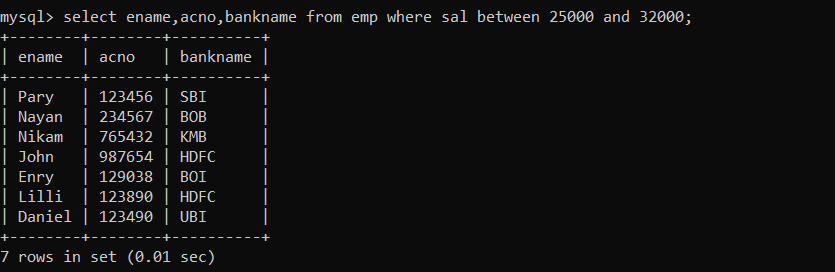 mysql> select ename,acno,bankname from emp where sal between 25000 and 32000;
+--------+--------+----------+
| ename  | acno   | bankname |
+--------+--------+----------+
| Pary   | 123456 | SBI      |
| Nayan  | 234567 | BOB      |
| Nikam  | 765432 | KMB      |
| John   | 987654 | HDFC     |
| Enry   | 129038 | BOI      |
| Lilli  | 123890 | HDFC     |
| Daniel | 123490 | UBI      |
+--------+--------+----------+
7 rows in set (0.01 sec)